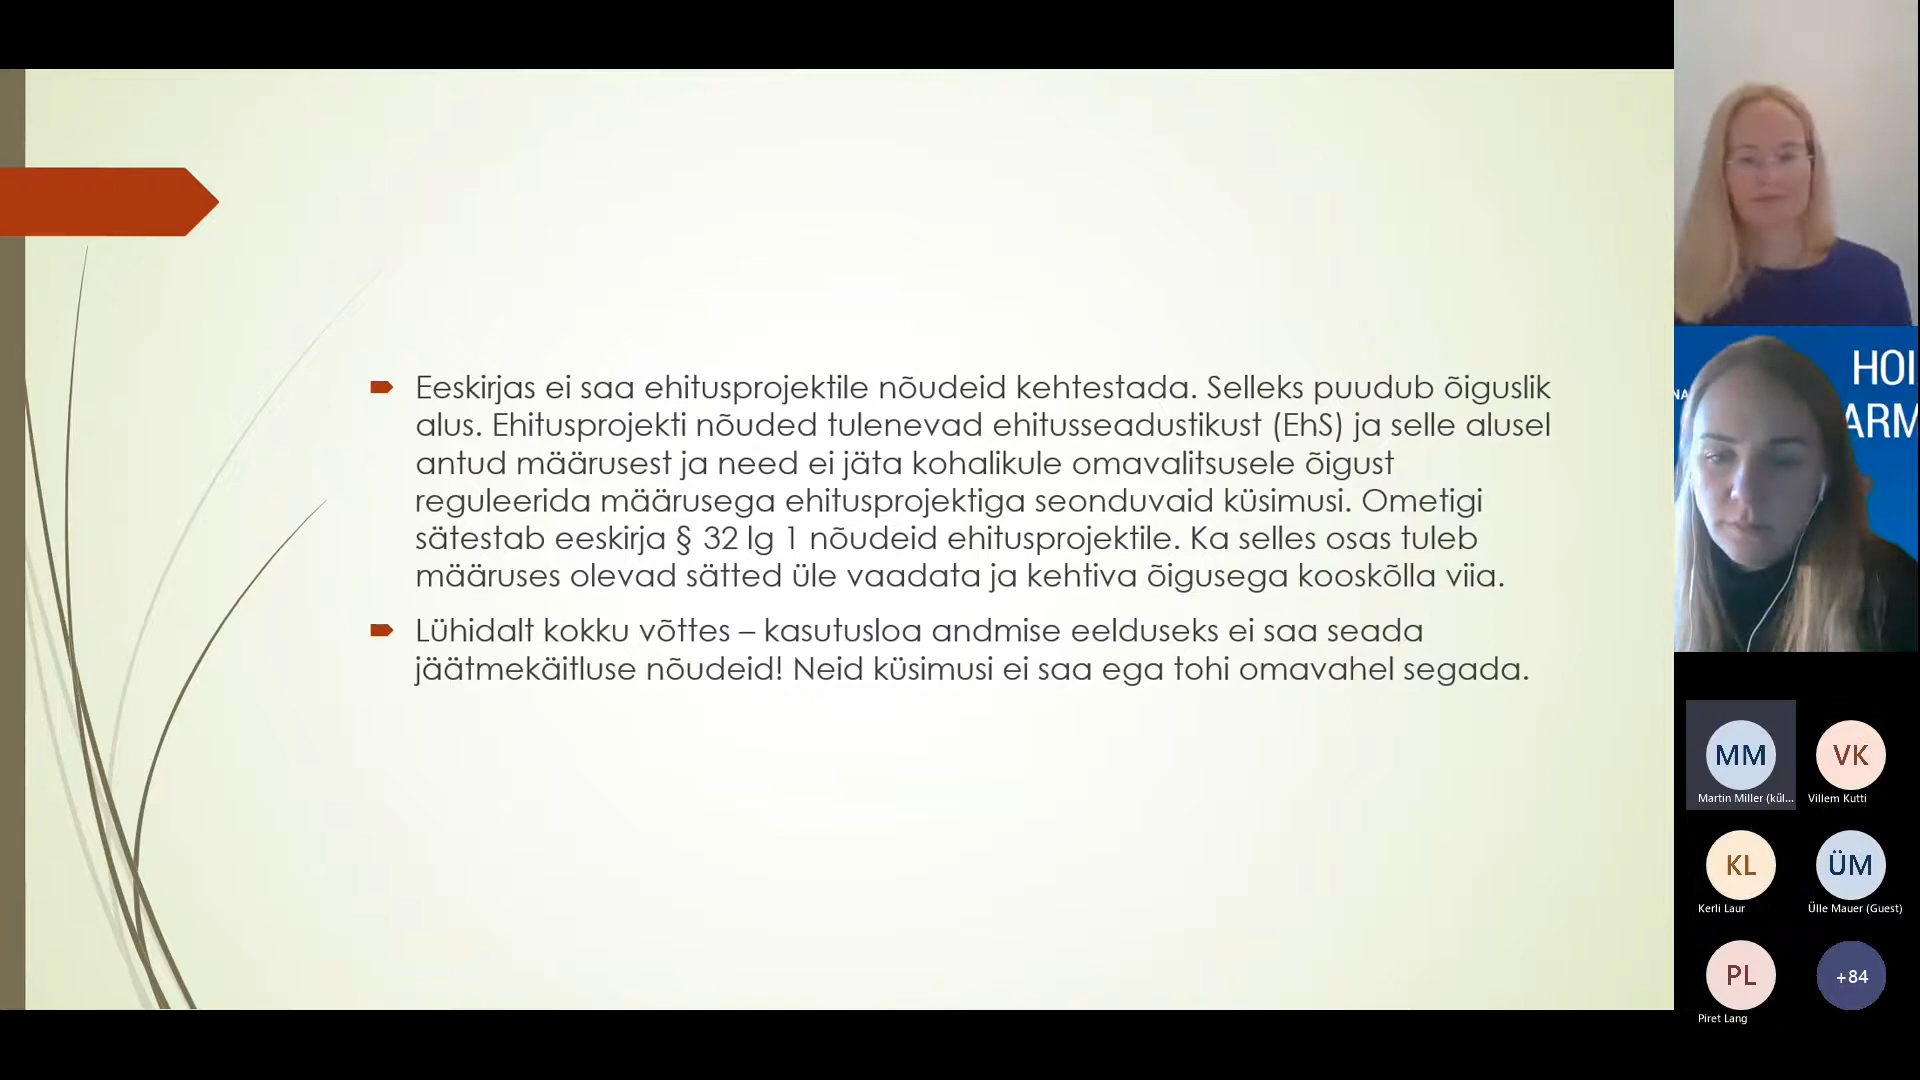 Eeskirjas ei saa ehitusprojektile nõudeid kehtestada. Selleks puudub õiguslik
alus. Ehitusprojekti nõuded tulenevad ehitusseadustikust (EhS) ja selle alusel
antud määrusest ja need ei jäta kohalikule omavalitsusele õigust
reguleerida määrusega ehitusprojektiga seonduvaid küsimusi. Ometigi
sätestab eeskirja § 32 lg 1 nõudeid ehitusprojektile. Ka selles osas tuleb
määruses olevad sätted üle vaadata ja kehtiva õigusega kooskõlla viia.
Lühidalt kokku võttes – kasutusloa andmise eelduseks ei saa seada
jäätmekäitluse nõudeid! Neid küsimusi ei saa ega tohi omavahel segada.
HOI
NA
ARM
MM
Martin Miller (kül...
VK
Villem Kutti
KL
Kerli Laur
ÜM
Ülle Mauer (Guest)
PL
Piret Lang
+84